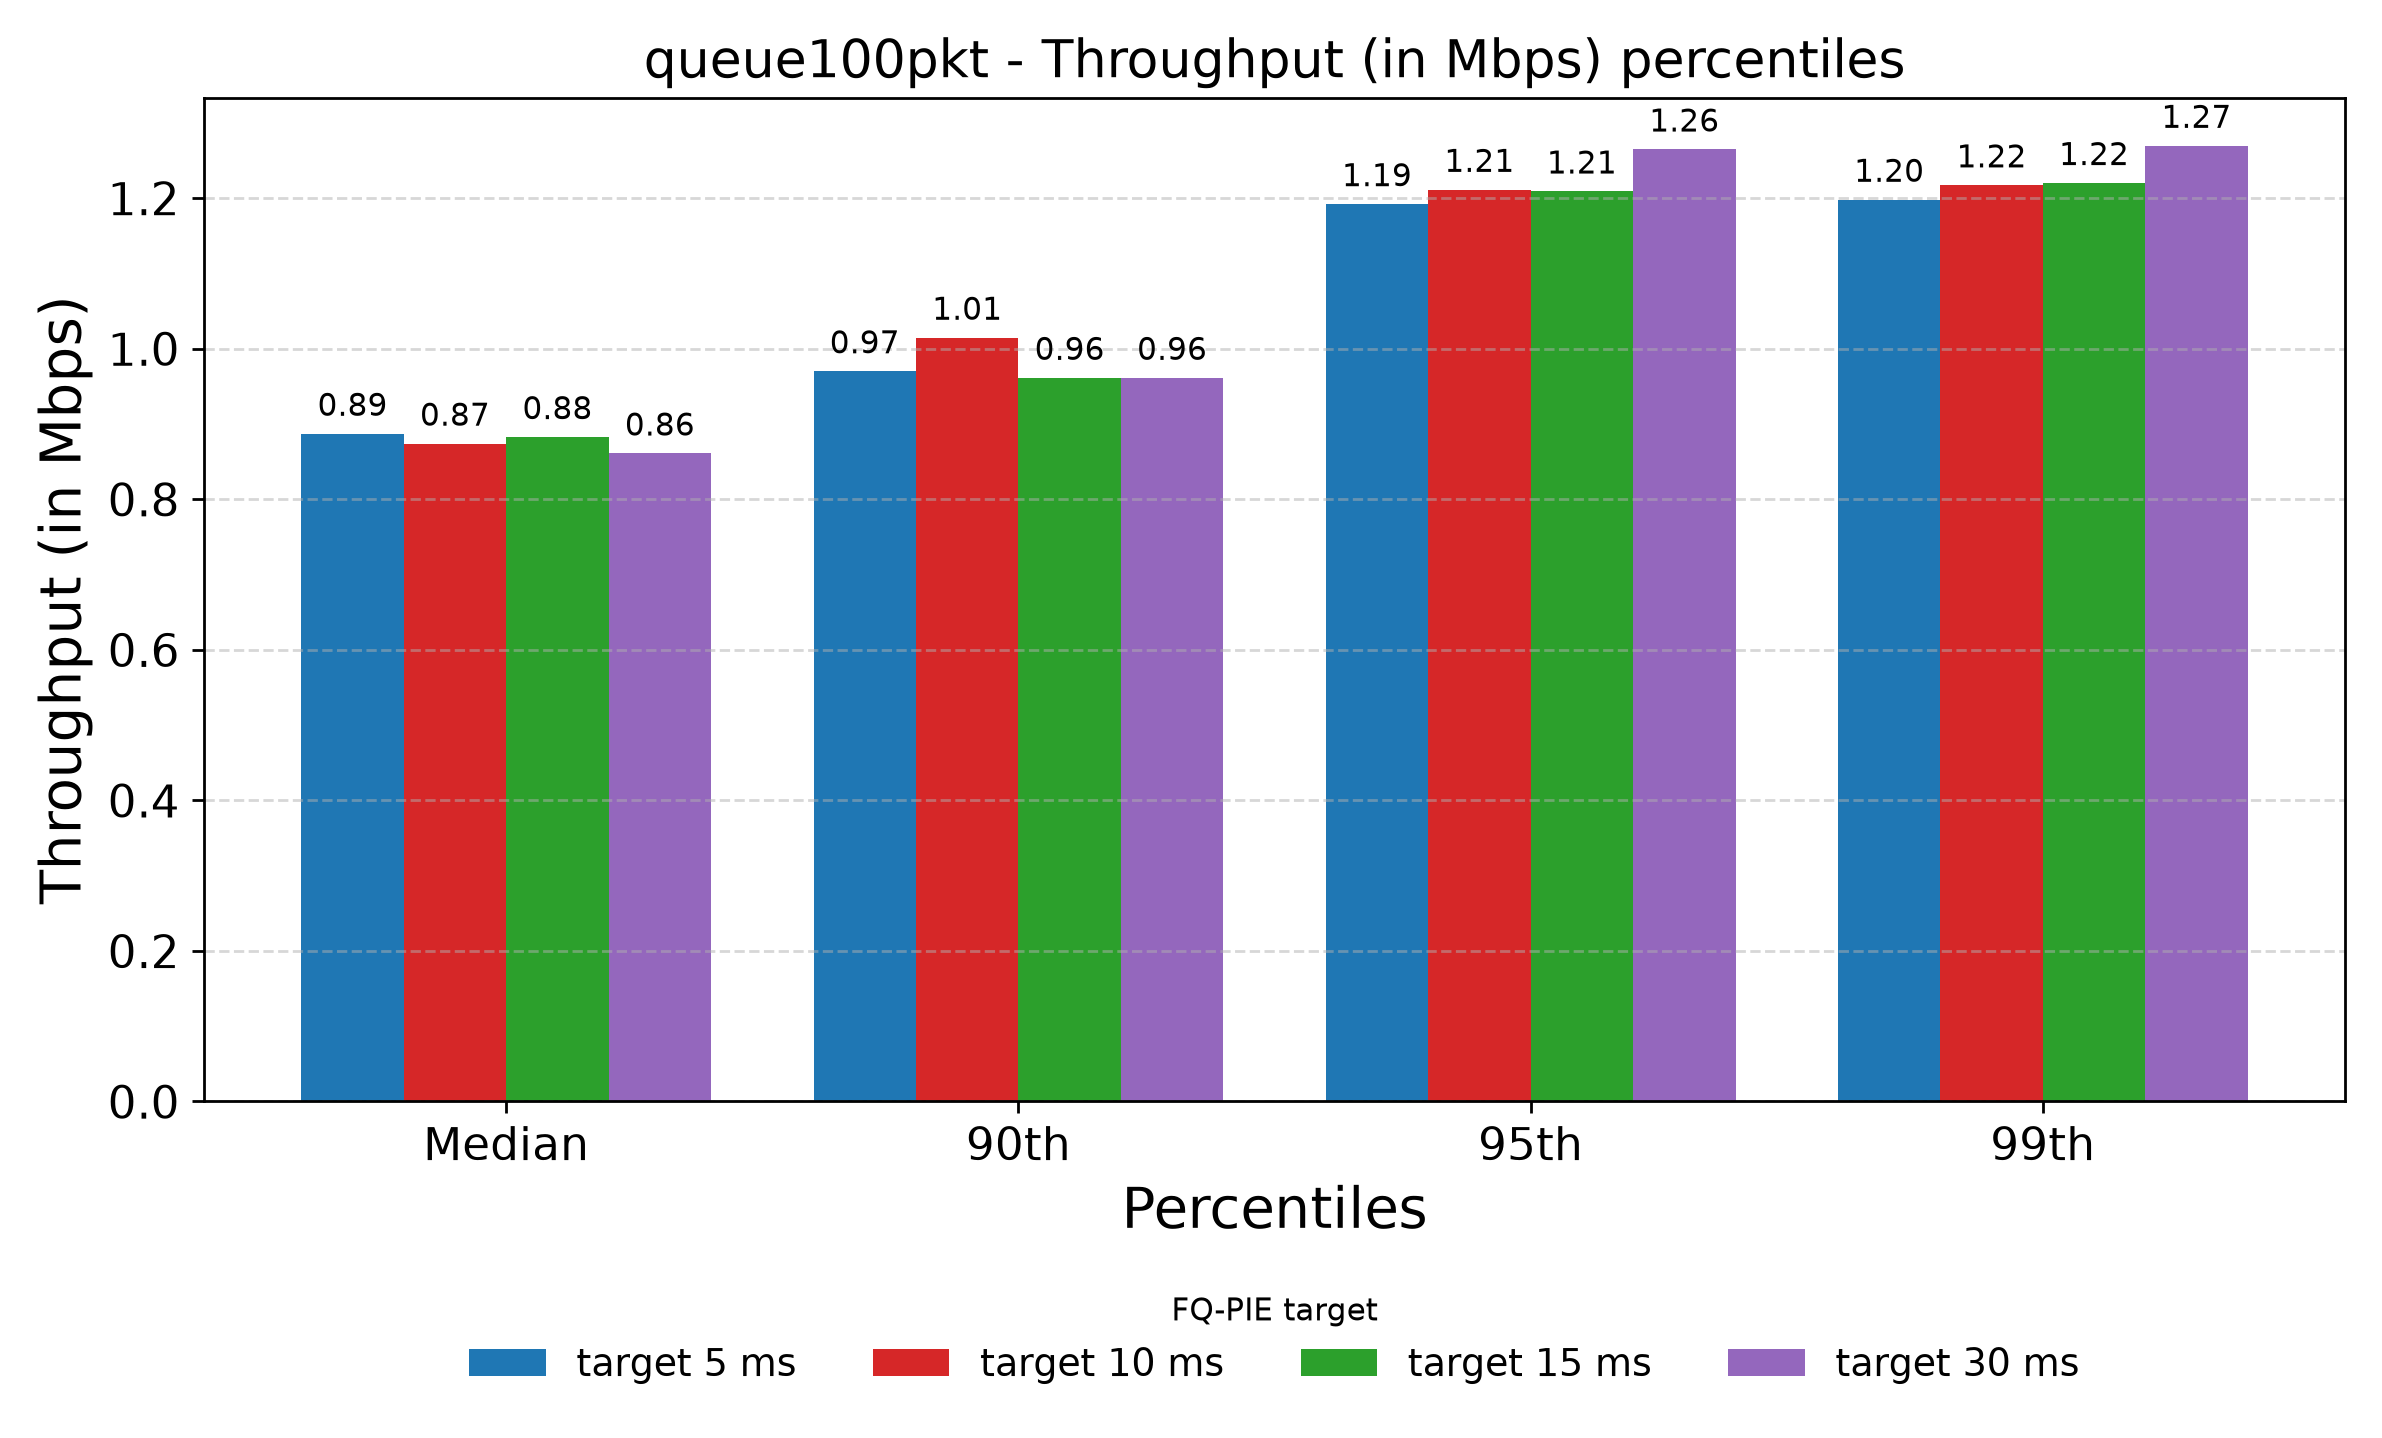 queue100pkt - Throughput (in Mbps) percentiles
Throughput (in Mbps)
1.2
1.0
0.8
0.6
0.4
0.2
0.0
0.89
0.87
0.88
0.86
0.97
1.01
0.96
0.96
1.19
1.21
1.21
1.26
1.20
1.22
1.22
1.27
Median
90th
95th
99th
Percentiles
FQ-PIE target
target 5 ms
target 10 ms
target 15 ms
target 30 ms